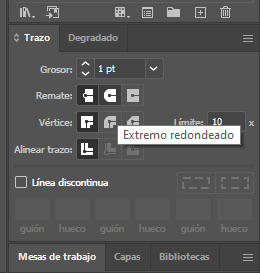 Trazo Degradado
Grosor: 1 pt
Remate:
Vértice: Límite: 10 x
Extremo redondeado
Alinear trazo:
Línea discontinua
guión hueco guión hueco guión hueco
Mesas de trabajo Capas Bibliotecas